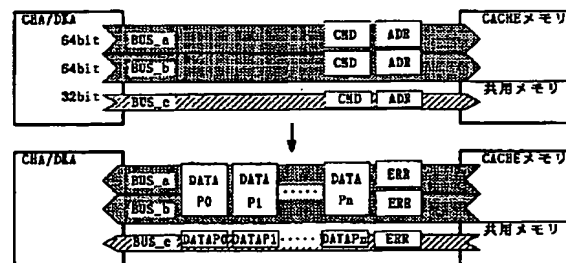 CHA/DKA CACHEメモリ
64bit BUS_a CMD ADR
64bit BUS_b CMD ADR
共用メモリ
32bit BUS_c CMD ADR
CHA/DKA CACHEメモリ
BUS_a DATA P0 DATA P1 ····· DATA Pn ERR
BUS_b ERR
共用メモリ
BUS_c DATAP0 DATAP1 ····· DATAPn ERR